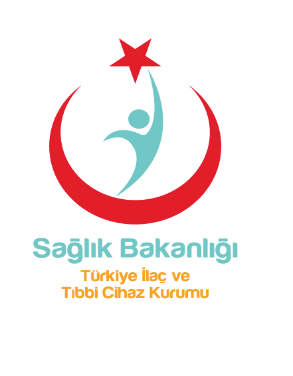 Sağlık Bakanlığı
Türkiye İlaç ve
Tıbbi Cihaz Kurumu